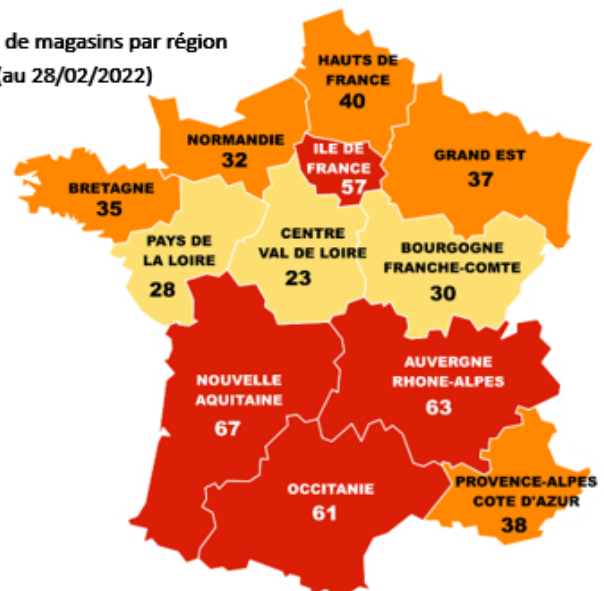 de magasins par région
(au 28/02/2022)
HAUTS DE
FRANCE
40
NORMANDIE
32
ILE DE
FRANCE
57
GRAND EST
37
BRETAGNE
35
PAYS DE
LA LOIRE
28
CENTRE
VAL DE LOIRE
23
BOURGOGNE
FRANCHE-COMTE
30
NOUVELLE
AQUITAINE
67
AUVERGNE
RHONE-ALPES
63
OCCITANIE
61
PROVENCE-ALPES
COTE D'AZUR
38